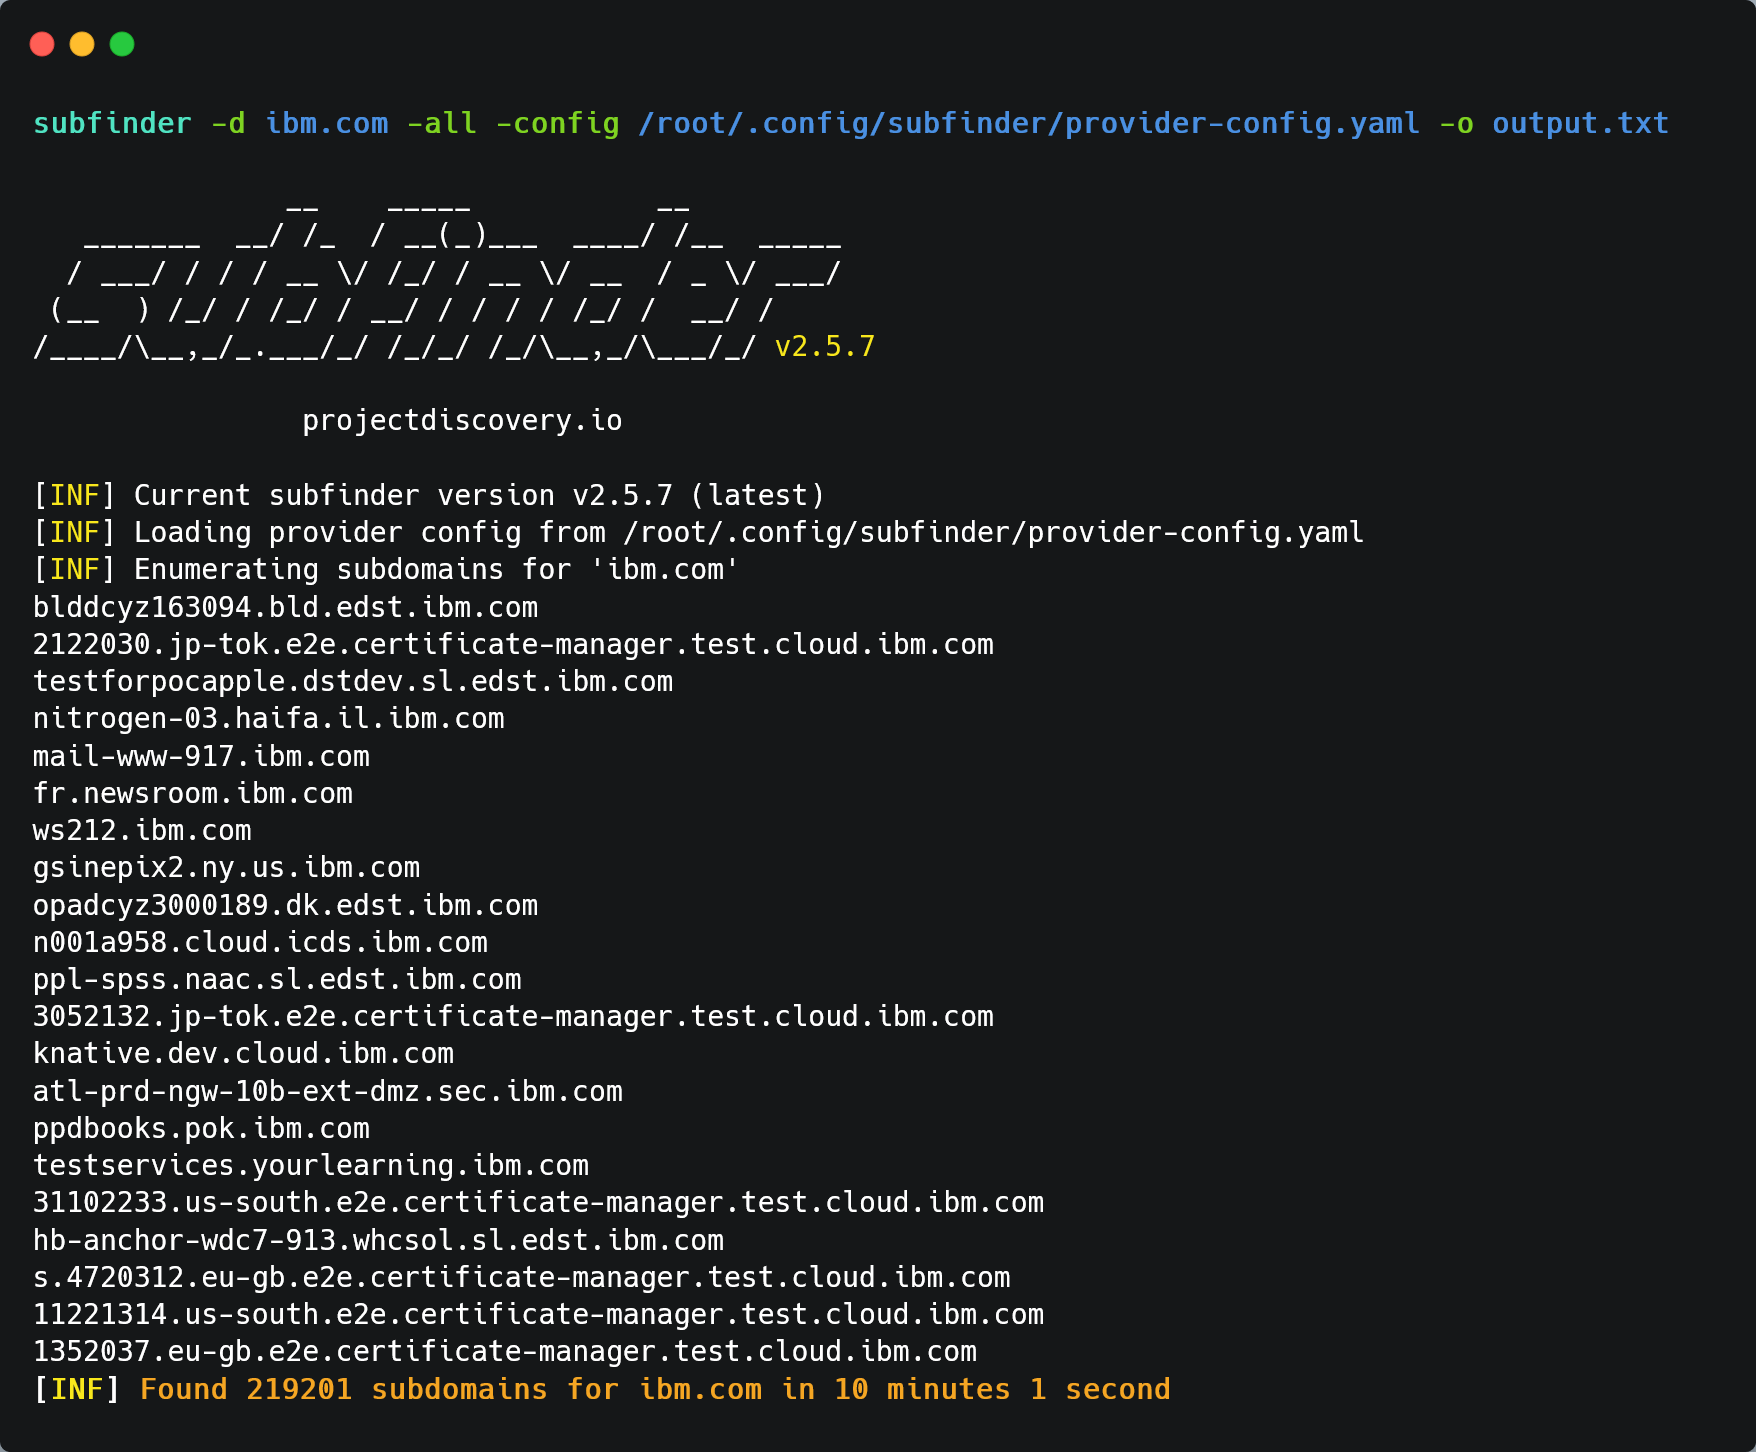 subfinder -d ibm.com -all -config /root/.config/subfinder/provider-config.yaml -o output.txt
               __    _____           __
   _______  __/ /_  / __(_)___  ____/ /__  _____
  / ___/ / / / __ \/ /_/ / __ \/ __  / _ \/ ___/
 (__  ) /_/ / /_/ / __/ / / / / /_/ /  __/ /
/____/\__,_/_.___/_/ /_/_/ /_/\__,_/\___/_/ v2.5.7
projectdiscovery.io
[INF] Current subfinder version v2.5.7 (latest)
[INF] Loading provider config from /root/.config/subfinder/provider-config.yaml
[INF] Enumerating subdomains for 'ibm.com'
blddcyz163094.bld.edst.ibm.com
2122030.jp-tok.e2e.certificate-manager.test.cloud.ibm.com
testforpocapple.dstdev.sl.edst.ibm.com
nitrogen-03.haifa.il.ibm.com
mail-www-917.ibm.com
fr.newsroom.ibm.com
ws212.ibm.com
gsinepix2.ny.us.ibm.com
opadcyz3000189.dk.edst.ibm.com
n001a958.cloud.icds.ibm.com
ppl-spss.naac.sl.edst.ibm.com
3052132.jp-tok.e2e.certificate-manager.test.cloud.ibm.com
knative.dev.cloud.ibm.com
atl-prd-ngw-10b-ext-dmz.sec.ibm.com
ppdbooks.pok.ibm.com
testservices.yourlearning.ibm.com
31102233.us-south.e2e.certificate-manager.test.cloud.ibm.com
hb-anchor-wdc7-913.whcsol.sl.edst.ibm.com
s.4720312.eu-gb.e2e.certificate-manager.test.cloud.ibm.com
11221314.us-south.e2e.certificate-manager.test.cloud.ibm.com
1352037.eu-gb.e2e.certificate-manager.test.cloud.ibm.com
[INF] Found 219201 subdomains for ibm.com in 10 minutes 1 second